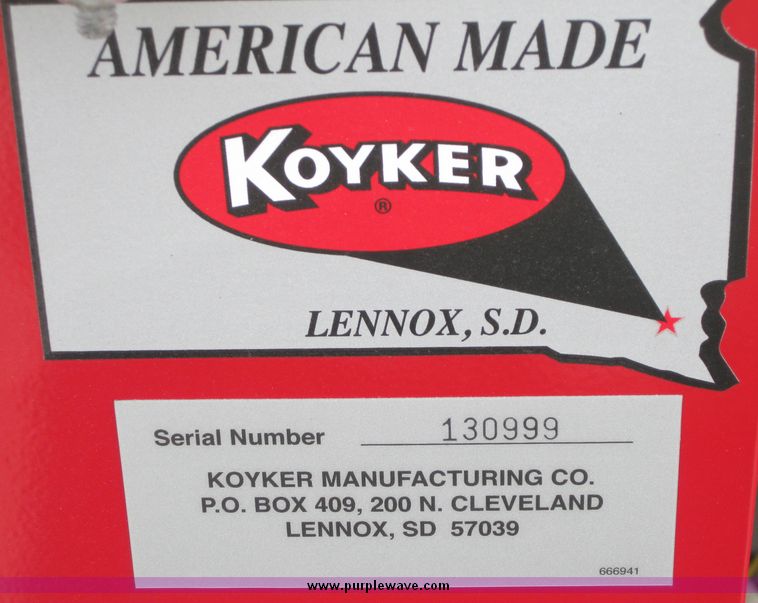 AMERICAN MADE
KOYKER
®
LENNOX, S.D.
Serial Number 130999
KOYKER MANUFACTURING CO.
P.O. BOX 409, 200 N. CLEVELAND
LENNOX, SD 57039
666941
www.purplewave.com